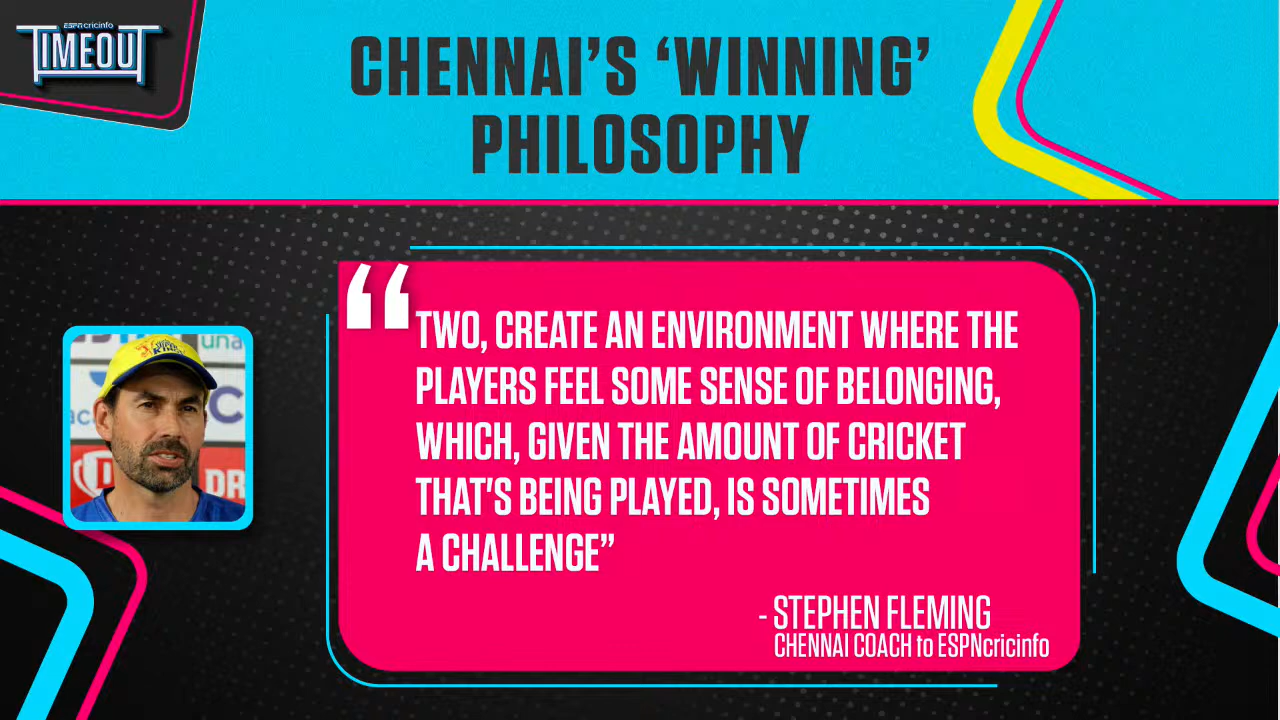 ESPNcricinfo
TIMEOUT
CHENNAI'S ‘WINNING’
PHILOSOPHY
“TWO, CREATE AN ENVIRONMENT WHERE THE
PLAYERS FEEL SOME SENSE OF BELONGING,
WHICH, GIVEN THE AMOUNT OF CRICKET
THAT'S BEING PLAYED, IS SOMETIMES
A CHALLENGE”
- STEPHEN FLEMING
CHENNAI COACH to ESPNcricinfo